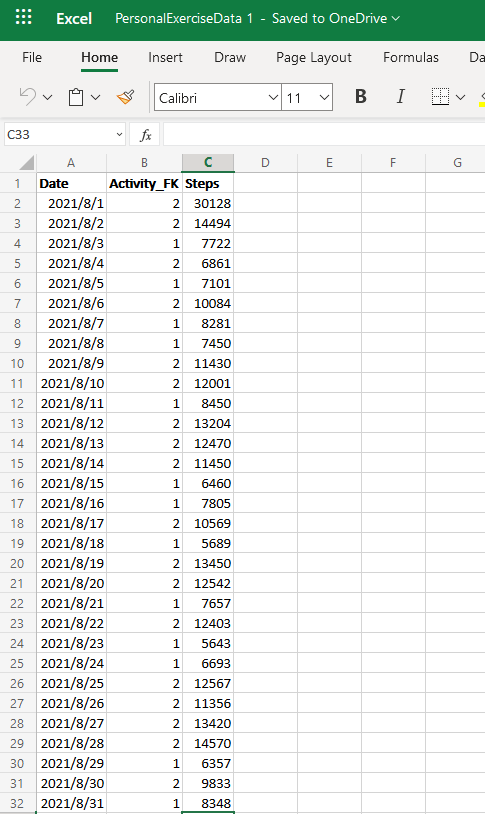 Excel PersonalExerciseData 1 - Saved to OneDrive
File Home Insert Draw Page Layout Formulas Da
Calibri 11 B I
C33 fx
A B C D E F G
1 Date Activity_FK Steps
2 2021/8/1 2 30128
3 2021/8/2 2 14494
4 2021/8/3 1 7722
5 2021/8/4 2 6861
6 2021/8/5 1 7101
7 2021/8/6 2 10084
8 2021/8/7 1 8281
9 2021/8/8 1 7450
10 2021/8/9 2 11430
11 2021/8/10 2 12001
12 2021/8/11 1 8450
13 2021/8/12 2 13204
14 2021/8/13 2 12470
15 2021/8/14 2 11450
16 2021/8/15 1 6460
17 2021/8/16 1 7805
18 2021/8/17 2 10569
19 2021/8/18 1 5689
20 2021/8/19 2 13450
21 2021/8/20 2 12542
22 2021/8/21 1 7657
23 2021/8/22 2 12403
24 2021/8/23 1 5643
25 2021/8/24 1 6693
26 2021/8/25 2 12567
27 2021/8/26 2 11356
28 2021/8/27 2 13420
29 2021/8/28 2 14570
30 2021/8/29 1 6357
31 2021/8/30 2 9833
32 2021/8/31 1 8348